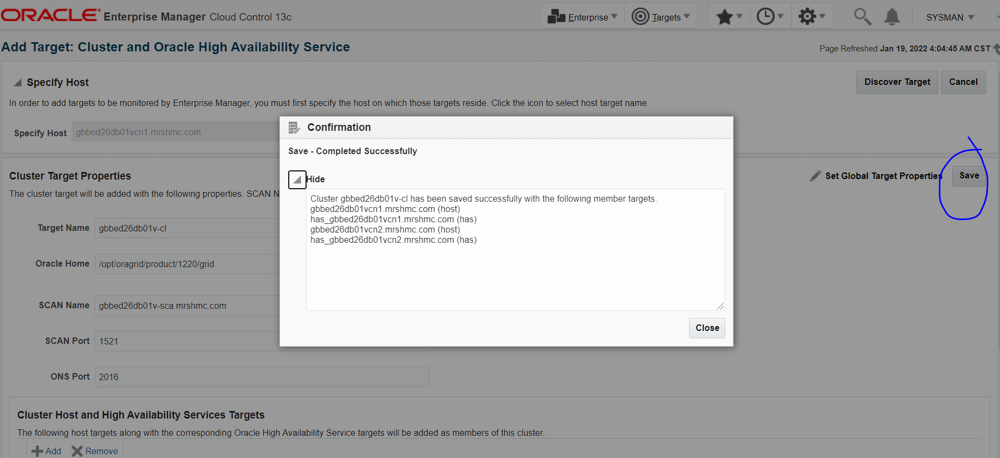 ORACLE Enterprise Manager Cloud Control 13c
Enterprise Targets SYSMAN
Add Target: Cluster and Oracle High Availability Service
Page Refreshed Jan 19, 2022 4:04:45 AM CST
Specify Host
Discover Target Cancel
In order to add targets to be monitored by Enterprise Manager, you must first specify the host on which those targets reside. Click the icon to select host target name.
Specify Host gbbed26db01vcn1.mrshmc.com
Confirmation
Save - Completed Successfully
Hide
Cluster gbbed26db01v-cl has been saved successfully with the following member targets.
gbbed26db01vcn1.mrshmc.com (host)
has_gbbed26db01vcn1.mrshmc.com (has)
gbbed26db01vcn2.mrshmc.com (host)
has_gbbed26db01vcn2.mrshmc.com (has)
Close
Cluster Target Properties
Set Global Target Properties Save
The cluster target will be added with the following properties. SCAN N
Target Name gbbed26db01v-cl
Oracle Home /opt/oragrid/product/1220/grid
SCAN Name gbbed26db01v-sca.mrshmc.com
SCAN Port 1521
ONS Port 2016
Cluster Host and High Availability Services Targets
The following host targets along with the corresponding Oracle High Availability Service targets will be added as members of this cluster.
Add Remove